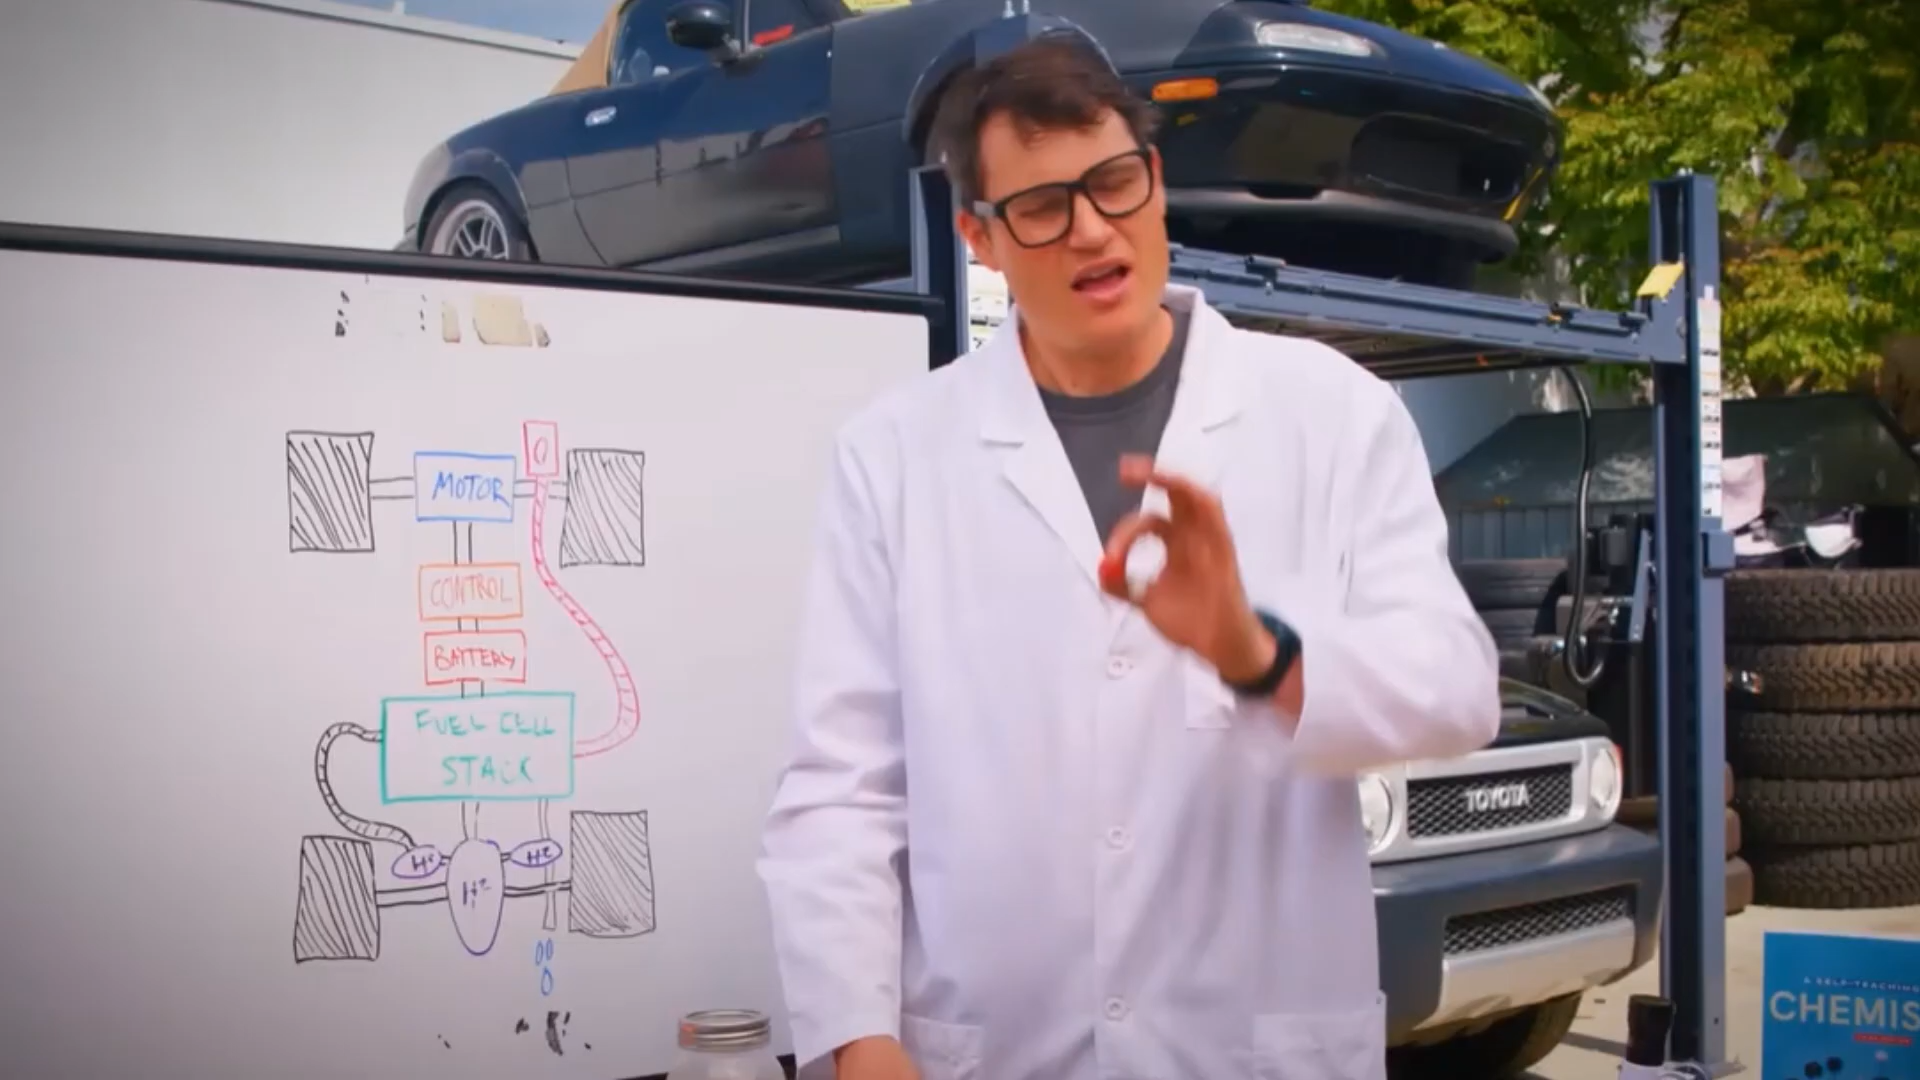 O
MOTOR
CONTROL
BATTERY
FUEL CELL
STACK
H2
H2
H2
TOYOTA
A SELF-TEACHING
CHEMIS